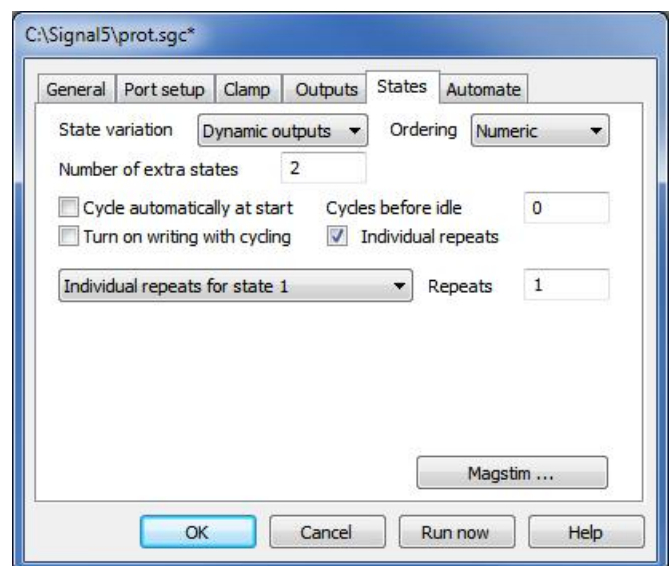 C:\Signal5\prot.sgc*
General Port setup Clamp Outputs States Automate
State variation Dynamic outputs Ordering Numeric
Number of extra states 2
Cycle automatically at start Cycles before idle 0
Turn on writing with cycling Individual repeats
Individual repeats for state 1 Repeats 1
Magstim ...
OK Cancel Run now Help